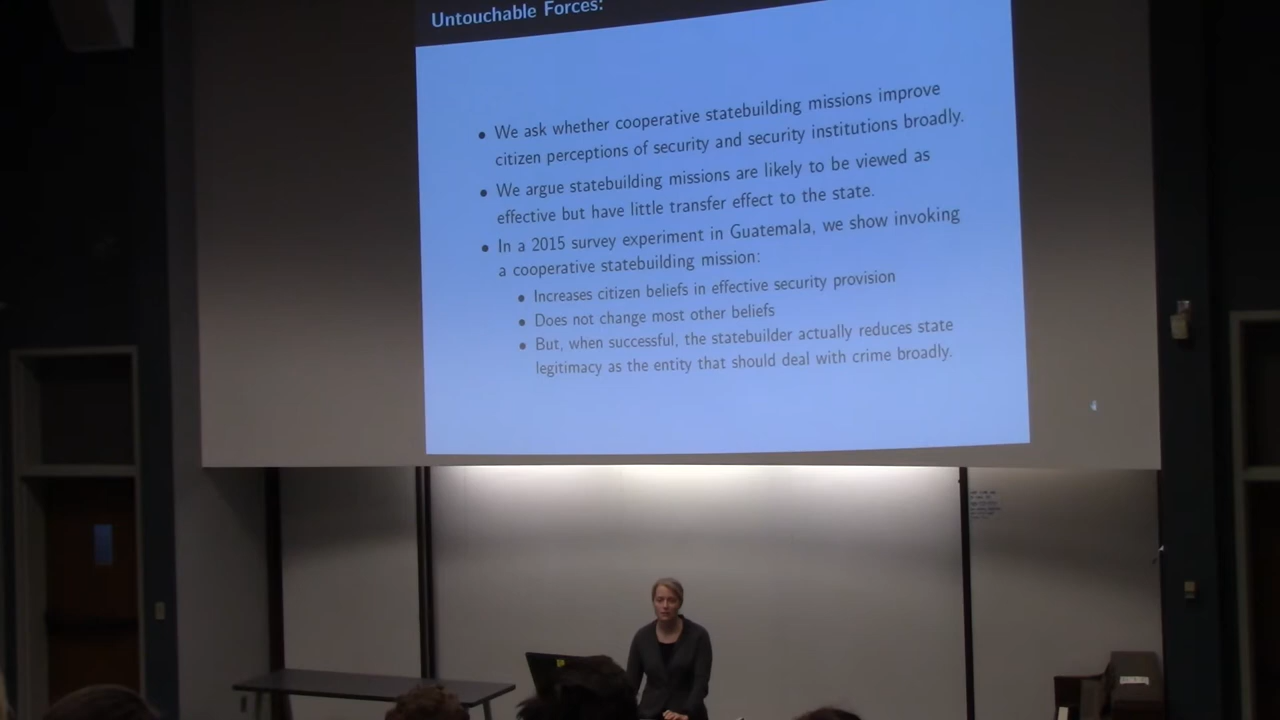 Untouchable Forces:
• We ask whether cooperative statebuilding missions improve
citizen perceptions of security and security institutions broadly.
• We argue statebuilding missions are likely to be viewed as
effective but have little transfer effect to the state.
• In a 2015 survey experiment in Guatemala, we show invoking
a cooperative statebuilding mission:
• Increases citizen beliefs in effective security provision
• Does not change most other beliefs
• But, when successful, the statebuilder actually reduces state
legitimacy as the entity that should deal with crime broadly.